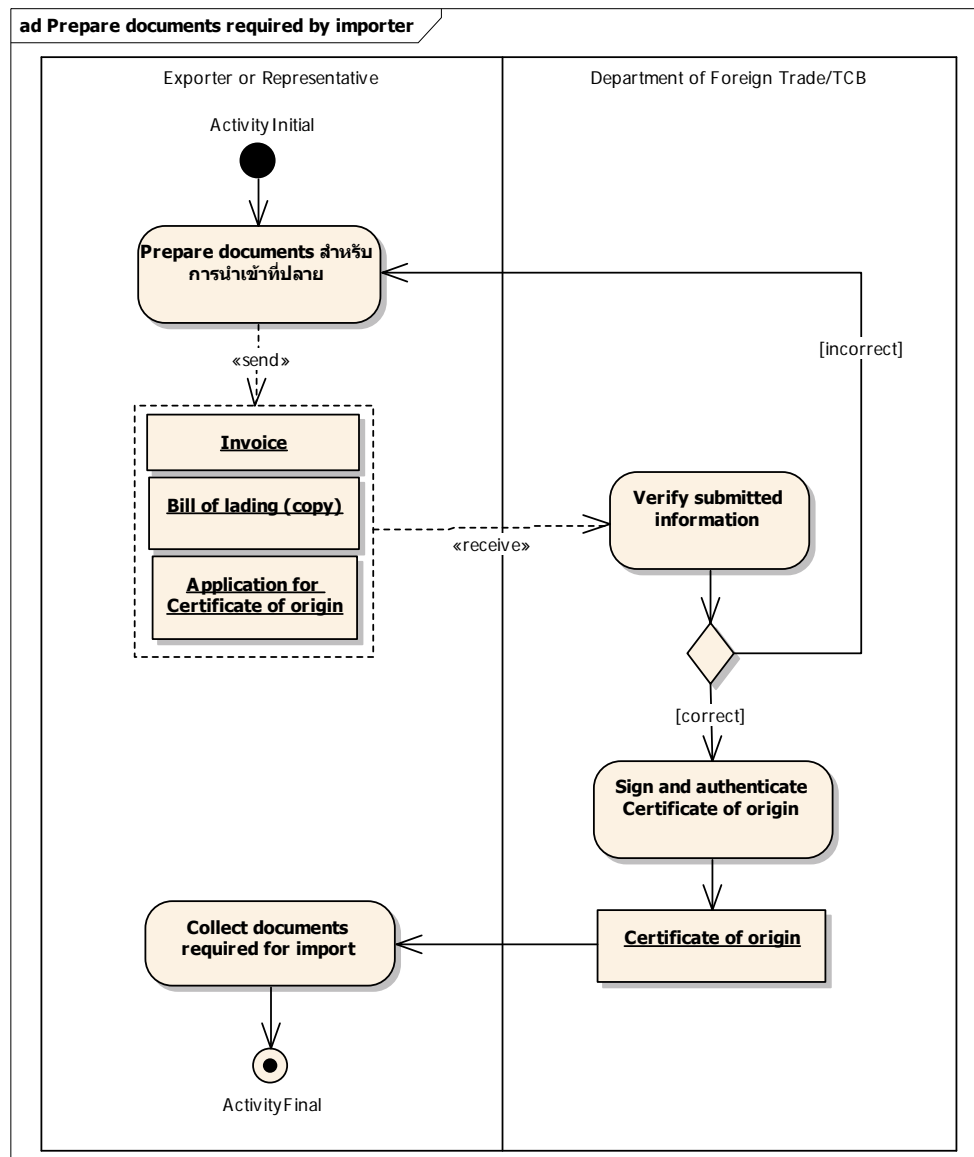 ad Prepare documents required by importer
Exporter or Representative
Department of Foreign Trade/TCB
ActivityInitial
Prepare documents สำหรับ
การนำเข้าที่ปลาย
[incorrect]
«send»
Invoice
Bill of lading (copy)
Application for
Certificate of origin
«receive»
Verify submitted
information
[correct]
Sign and authenticate
Certificate of origin
Certificate of origin
Collect documents
required for import
ActivityFinal